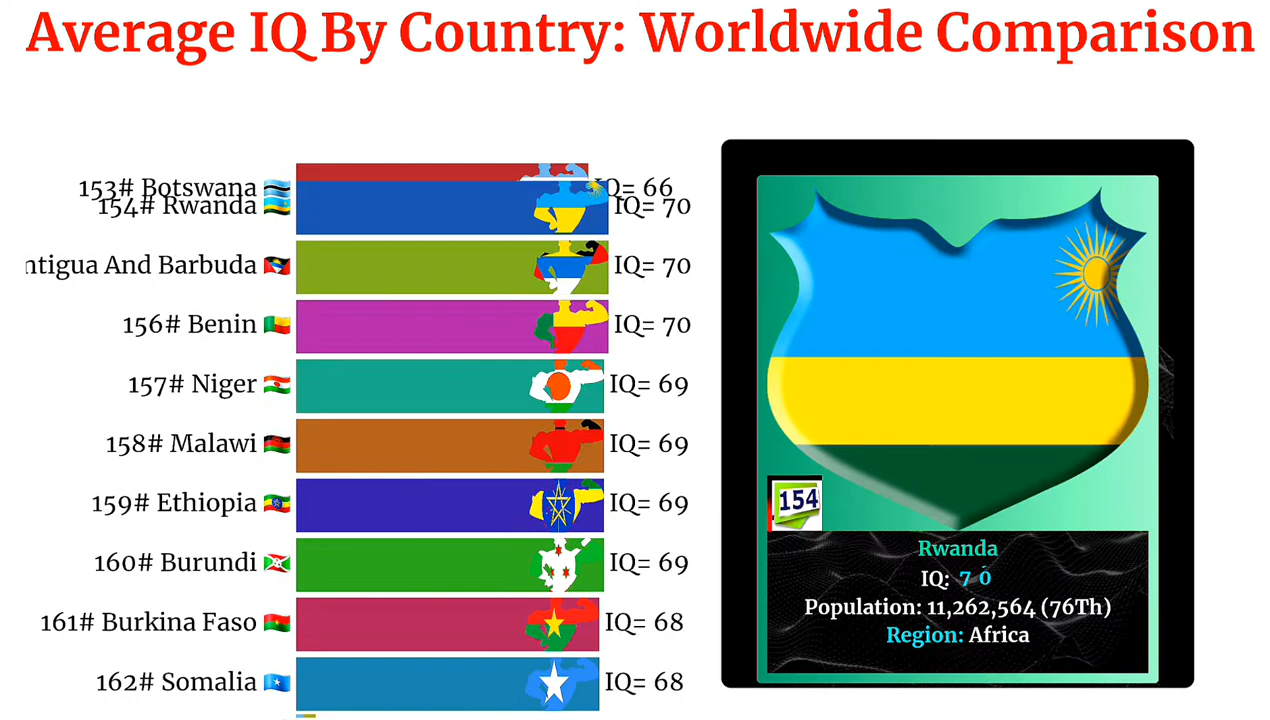 Average IQ By Country: Worldwide Comparison
153# Botswana IQ= 66
154# Rwanda IQ= 70
ntigua And Barbuda IQ= 70
156# Benin IQ= 70
157# Niger IQ= 69
158# Malawi IQ= 69
159# Ethiopia IQ= 69
160# Burundi IQ= 69
161# Burkina Faso IQ= 68
162# Somalia IQ= 68
154
Rwanda
IQ: 70
Population: 11,262,564 (76Th)
Region: Africa